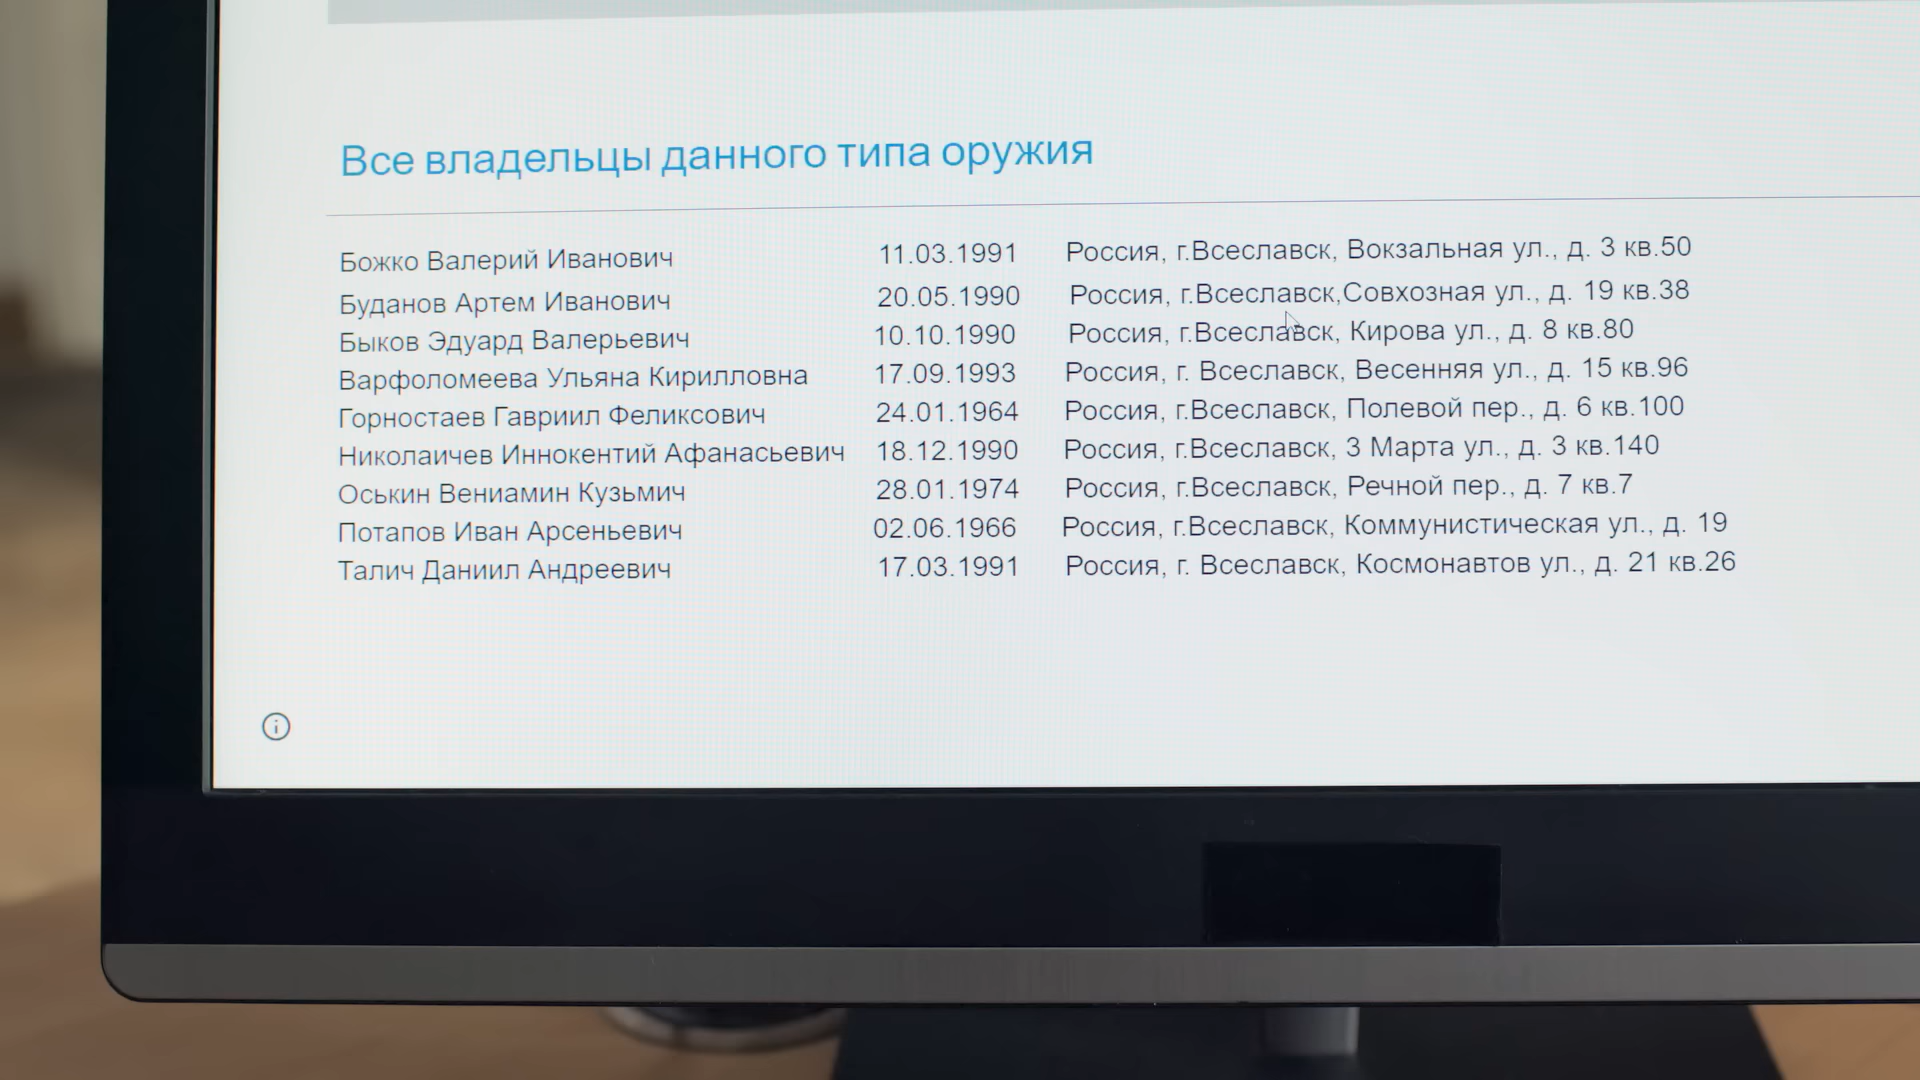 Все владельцы данного типа оружия
Божко Валерий Иванович 11.03.1991 Россия, г.Всеславск, Вокзальная ул., д. 3 кв.50
Буданов Артем Иванович 20.05.1990 Россия, г.Всеславск,Совхозная ул., д. 19 кв.38
Быков Эдуард Валерьевич 10.10.1990 Россия, г.Всеславск, Кирова ул., д. 8 кв.80
Варфоломеева Ульяна Кирилловна 17.09.1993 Россия, г. Всеславск, Весенняя ул., д. 15 кв.96
Горностаев Гавриил Феликсович 24.01.1964 Россия, г.Всеславск, Полевой пер., д. 6 кв.100
Николаичев Иннокентий Афанасьевич 18.12.1990 Россия, г.Всеславск, 3 Марта ул., д. 3 кв.140
Оськин Вениамин Кузьмич 28.01.1974 Россия, г.Всеславск, Речной пер., д. 7 кв.7
Потапов Иван Арсеньевич 02.06.1966 Россия, г.Всеславск, Коммунистическая ул., д. 19
Талич Даниил Андреевич 17.03.1991 Россия, г. Всеславск, Космонавтов ул., д. 21 кв.26